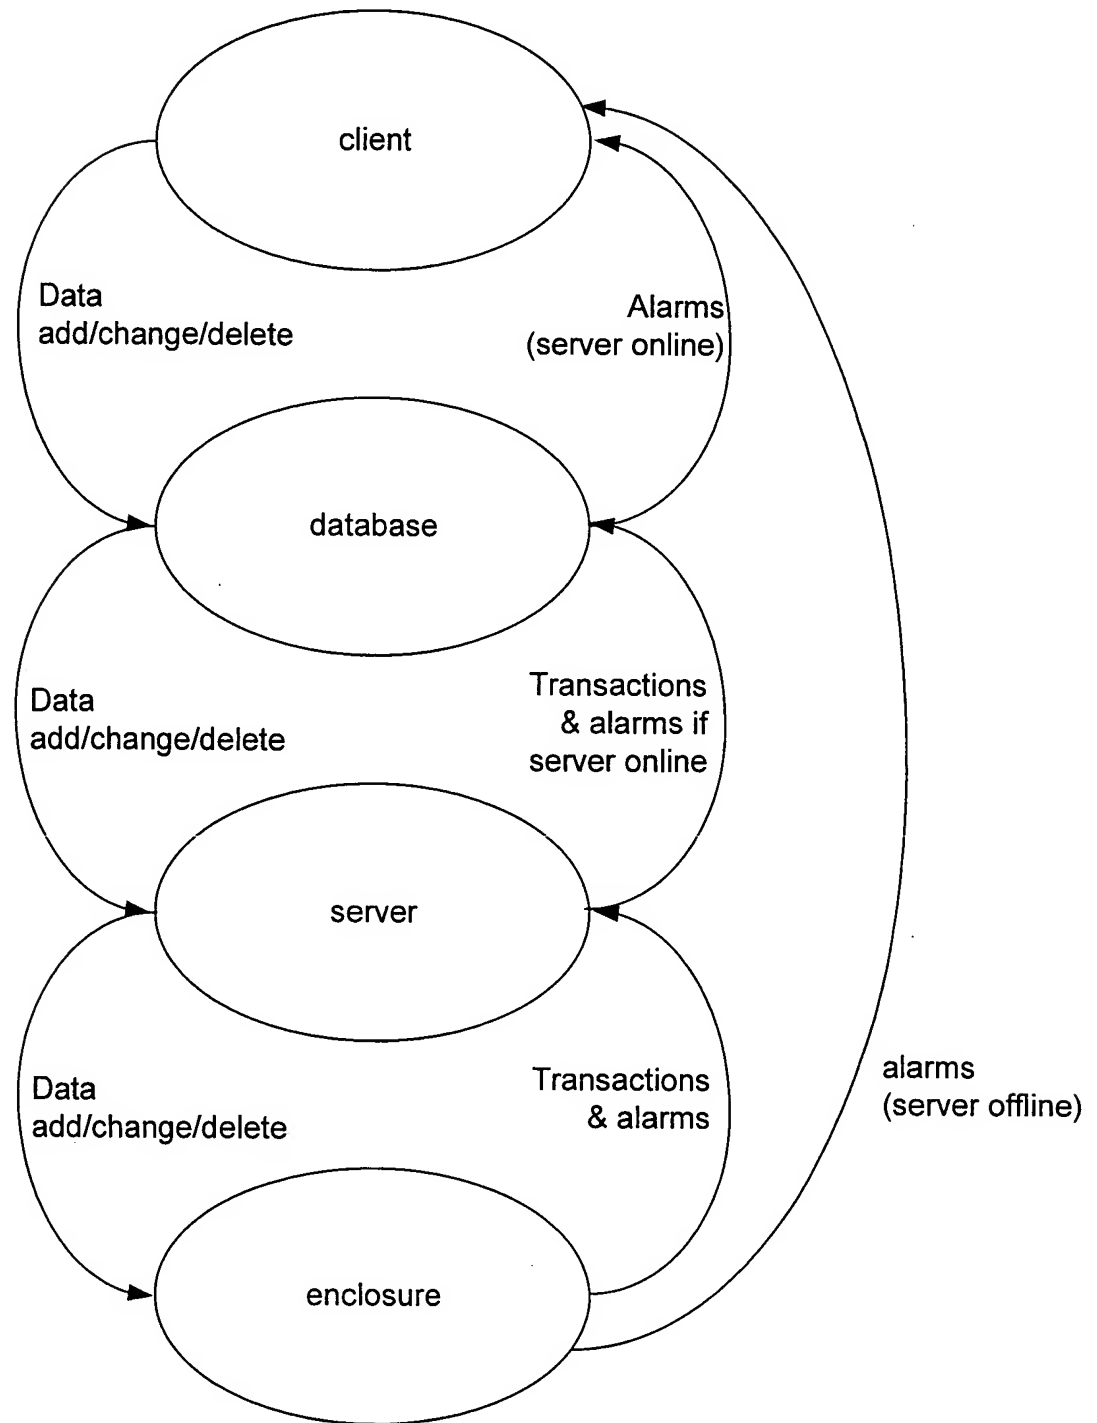 client
Data
add/change/delete
Alarms
(server online)
database
Data
add/change/delete
Transactions
& alarms if
server online
server
Data
add/change/delete
Transactions
& alarms
alarms
(server offline)
enclosure